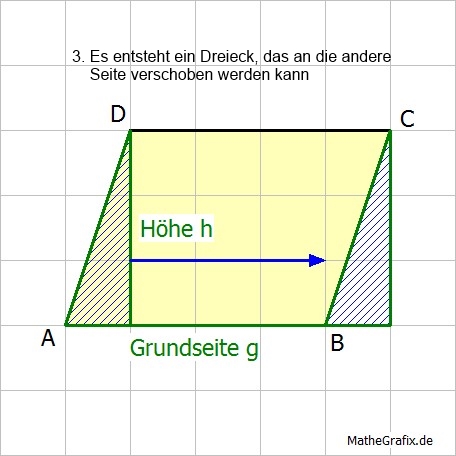 3. Es entsteht ein Dreieck, das an die andere
Seite verschoben werden kann
D
C
Höhe h
A
B
Grundseite g
MatheGrafix.de